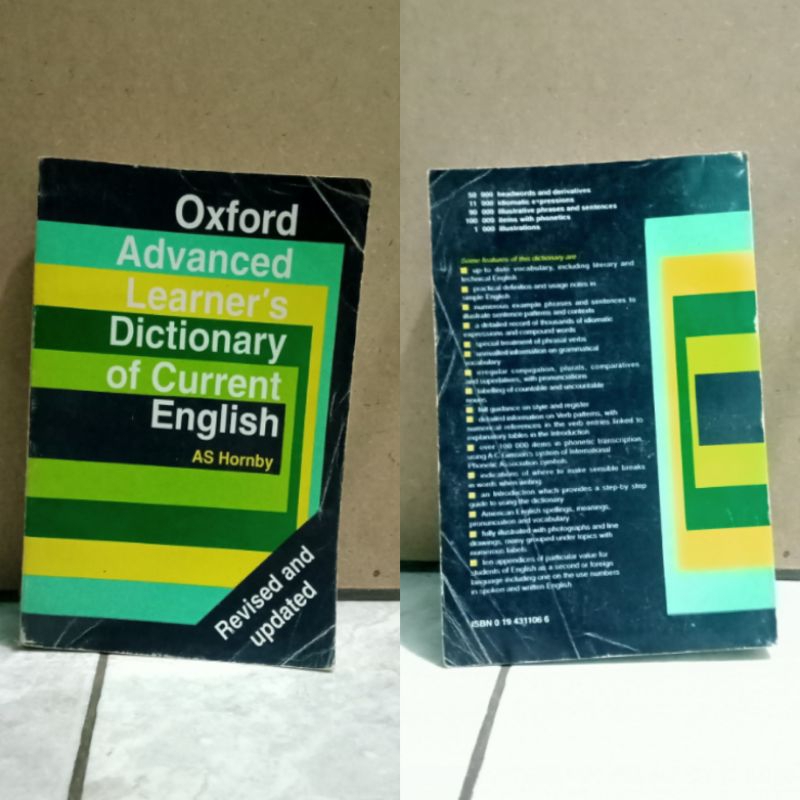 Oxford
Advanced
Learner's
Dictionary
of Current
English
AS Hornby
Revised and
updated
50 000 headwords and derivatives
11 000 idiomatic expressions
90 000 illustrative phrases and sentences
100 000 items with phonetics
1 000 illustrations
Some features of this dictionary are
up-to date vocabulary, including literary and
technical English
practical definition and usage notes in
simple English
numerous example phrases and sentences to
illustrate sentence patterns and contexts
a detailed record of thousands of idiomatic
expressions and compound words
special treatment of phrasal verbs
unrivalled information on grammatical
vocabulary
irregular conjugation, plurals, comparatives
and superlatives, with pronunciations
labelling of countable and uncountable
nouns
full guidance on style and register
detailed information on Verb patterns, with
numerical references in the verb entries linked to
explanatory tables in the Introduction
over 100 000 items in phonetic transcription,
using A C Gimson's system of International
Phonetic Association symbols
indications of where to make sensible breaks
in words when writing
an Introduction which provides a step-by step
guide to using the dictionary
American English spellings, meanings,
pronunciation and vocabulary
fully illustrated with photographs and line
drawings, many grouped under topics with
numerous labels
ten appendices of particular value for
students of English as a second or foreign
language including one on the use numbers
in spoken and written English
ISBN 0 19 431106 6